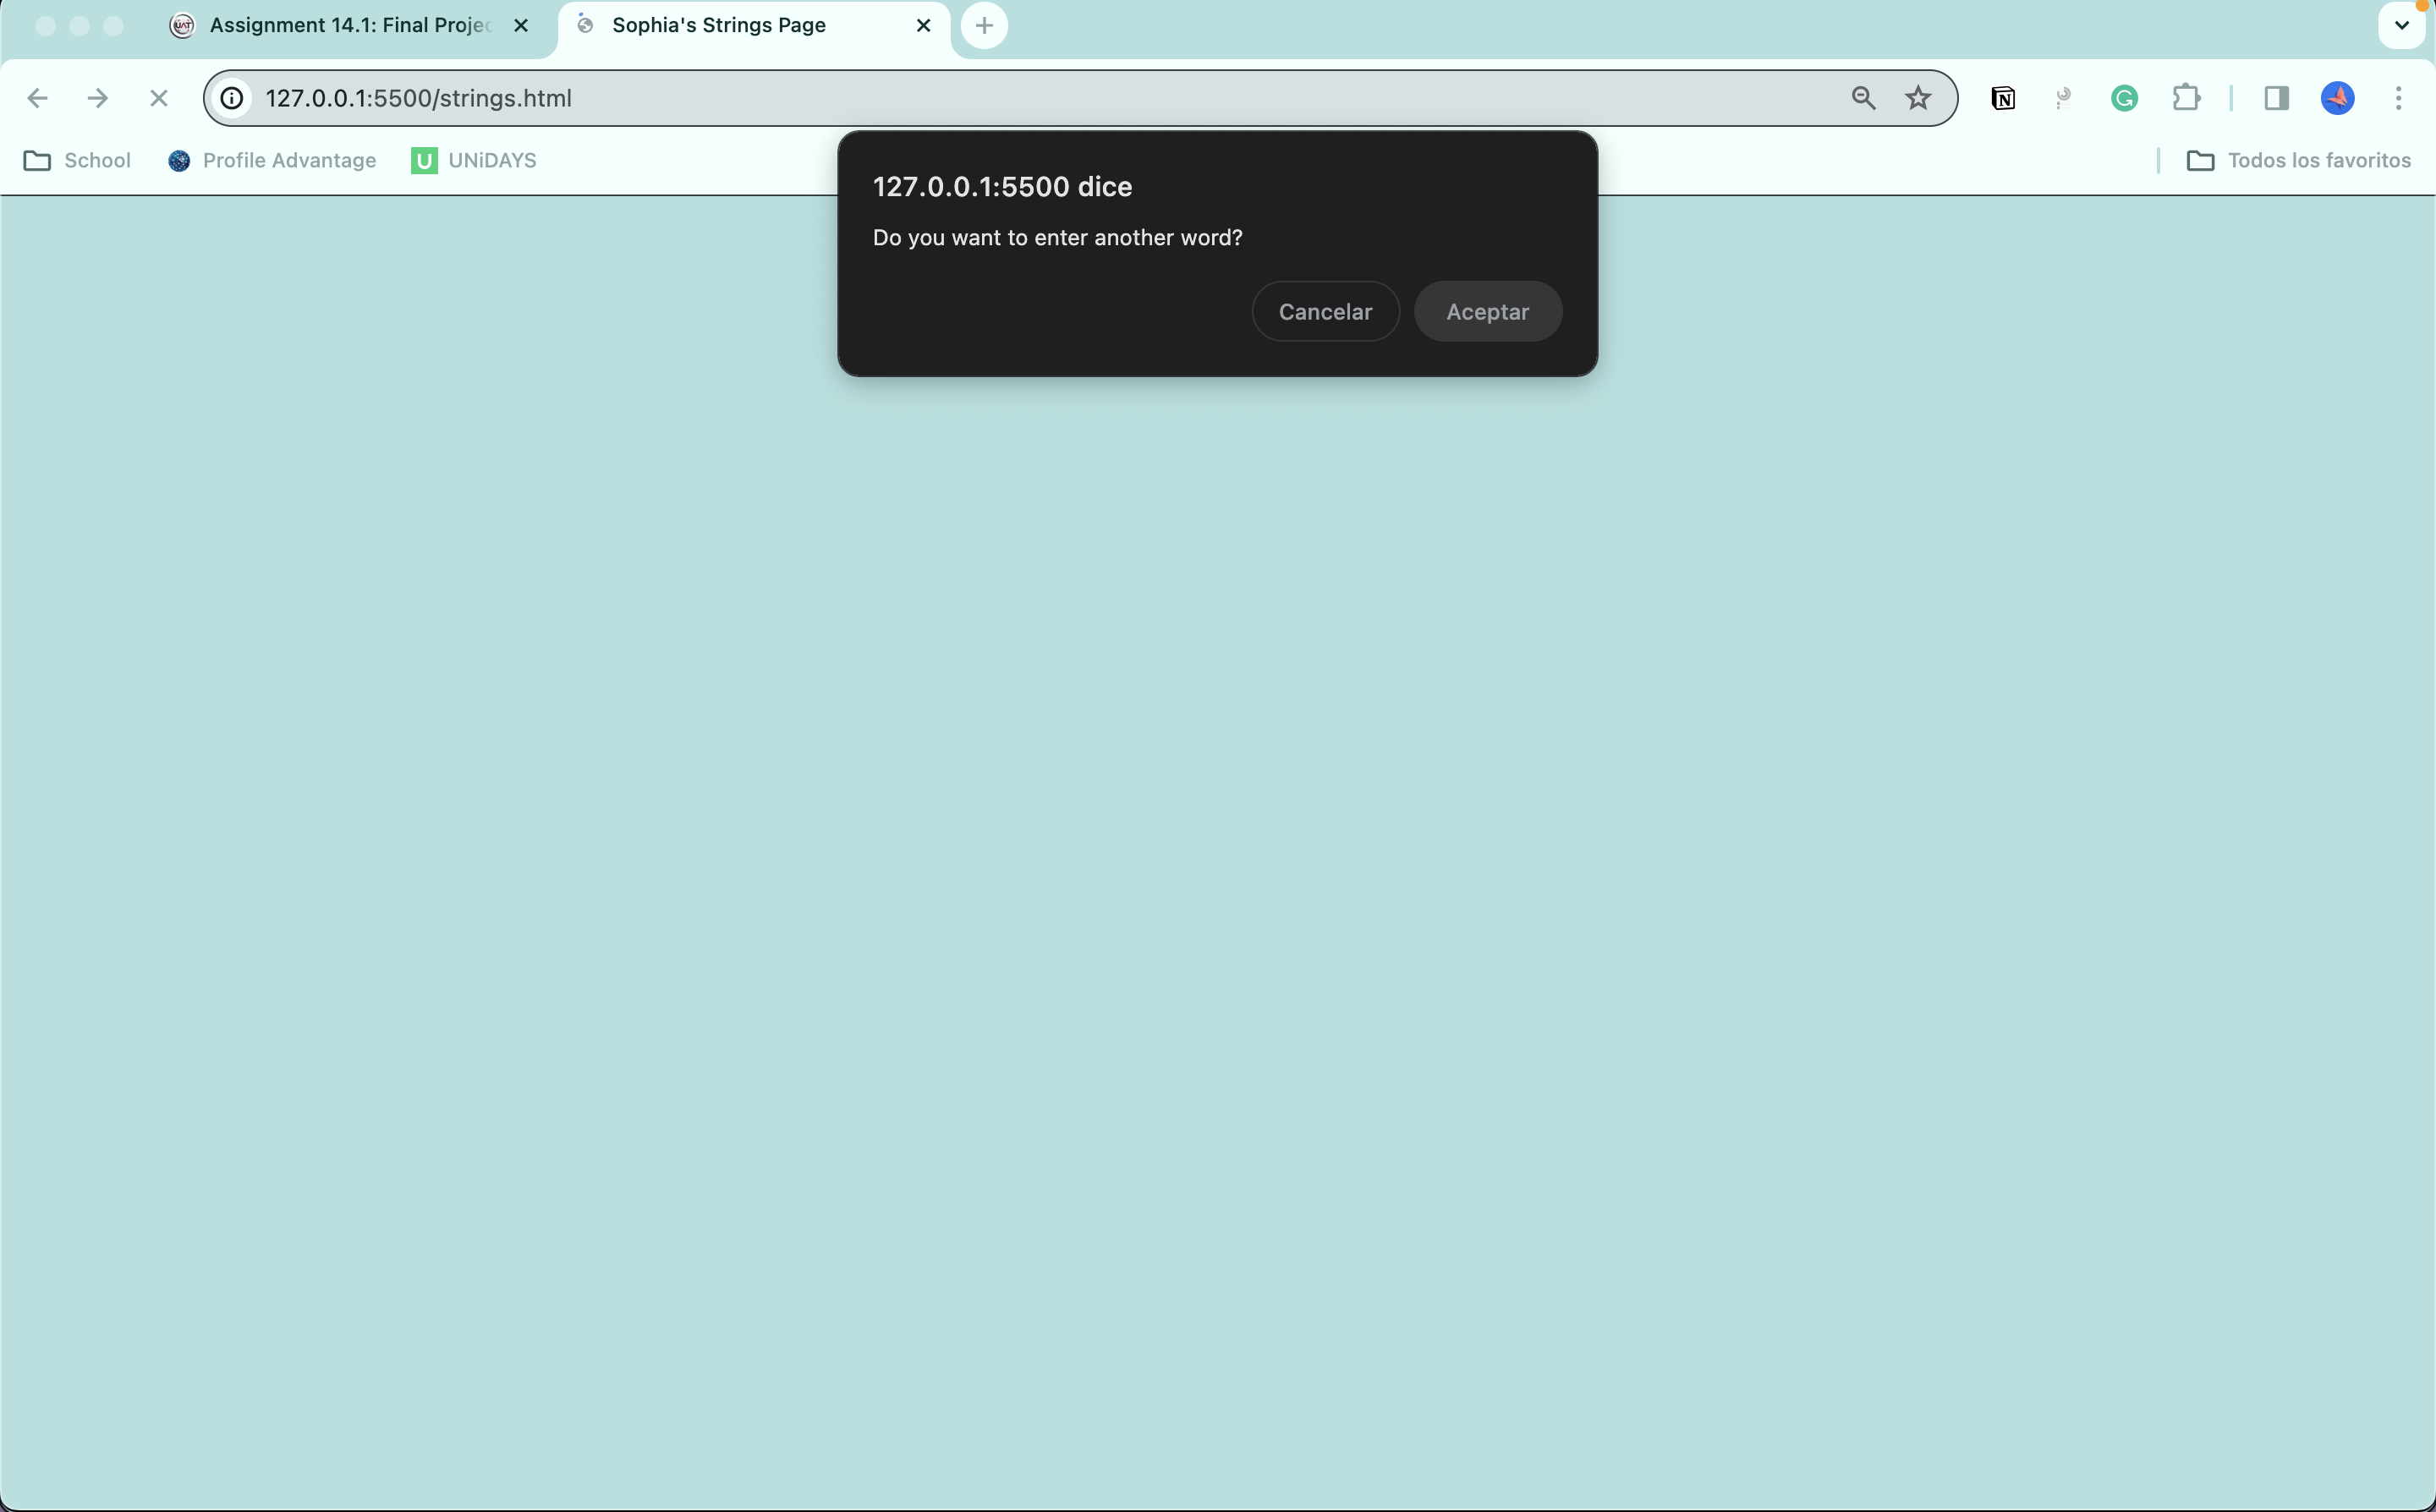 Assignment 14.1: Final Projec
Sophia's Strings Page
127.0.0.1:5500/strings.html
School
Profile Advantage
U UNiDAYS
Todos los favoritos
127.0.0.1:5500 dice
Do you want to enter another word?
Cancelar
Aceptar